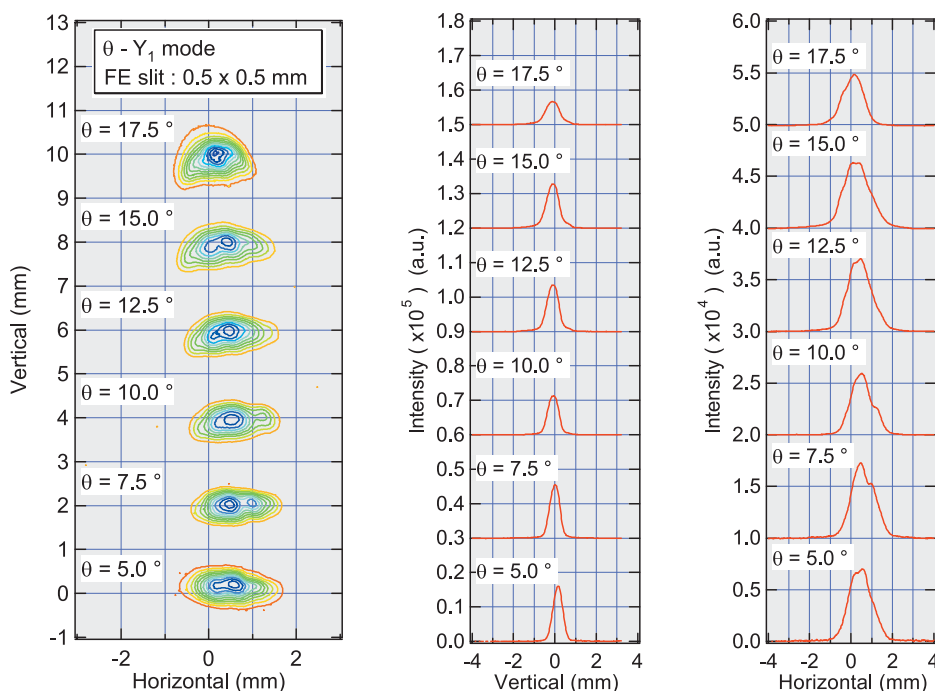 θ - Y1 mode
FE slit : 0.5 x 0.5 mm
θ = 17.5 °
θ = 15.0 °
θ = 12.5 °
θ = 10.0 °
θ = 7.5 °
θ = 5.0 °
13
12
11
10
9
8
7
6
5
4
3
2
1
0
-1
Vertical (mm)
-2
0
2
Horizontal (mm)
1.8
1.7
1.6
1.5
1.4
1.3
1.2
1.1
1.0
0.9
0.8
0.7
0.6
0.5
0.4
0.3
0.2
0.1
0.0
Intensity ( x10^5 ) (a.u.)
θ = 17.5 °
θ = 15.0 °
θ = 12.5 °
θ = 10.0 °
θ = 7.5 °
θ = 5.0 °
-4
-2
0
2
4
Vertical (mm)
6.0
5.5
5.0
4.5
4.0
3.5
3.0
2.5
2.0
1.5
1.0
0.5
0.0
Intensity ( x10^4 ) (a.u.)
θ = 17.5 °
θ = 15.0 °
θ = 12.5 °
θ = 10.0 °
θ = 7.5 °
θ = 5.0 °
-4
-2
0
2
4
Horizontal (mm)